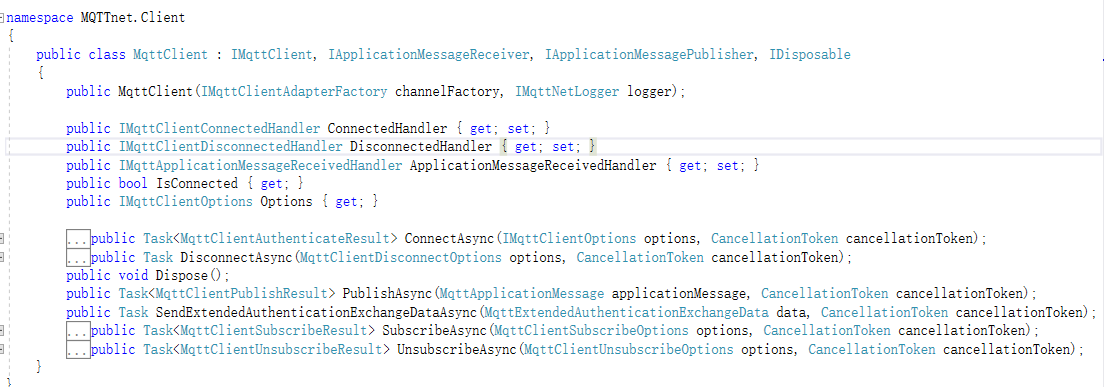 namespace MQTTnet.Client
{
public class MqttClient : IMqttClient, IApplicationMessageReceiver, IApplicationMessagePublisher, IDisposable
{
public MqttClient(IMqttClientAdapterFactory channelFactory, IMqttNetLogger logger);
public IMqttClientConnectedHandler ConnectedHandler { get; set; }
public IMqttClientDisconnectedHandler DisconnectedHandler { get; set; }
public IMqttApplicationMessageReceivedHandler ApplicationMessageReceivedHandler { get; set; }
public bool IsConnected { get; }
public IMqttClientOptions Options { get; }
...public Task<MqttClientAuthenticateResult> ConnectAsync(IMqttClientOptions options, CancellationToken cancellationToken);
...public Task DisconnectAsync(MqttClientDisconnectOptions options, CancellationToken cancellationToken);
public void Dispose();
public Task<MqttClientPublishResult> PublishAsync(MqttApplicationMessage applicationMessage, CancellationToken cancellationToken);
public Task SendExtendedAuthenticationExchangeDataAsync(MqttExtendedAuthenticationExchangeData data, CancellationToken cancellationToken);
...public Task<MqttClientSubscribeResult> SubscribeAsync(MqttClientSubscribeOptions options, CancellationToken cancellationToken);
...public Task<MqttClientUnsubscribeResult> UnsubscribeAsync(MqttClientUnsubscribeOptions options, CancellationToken cancellationToken);
}
}